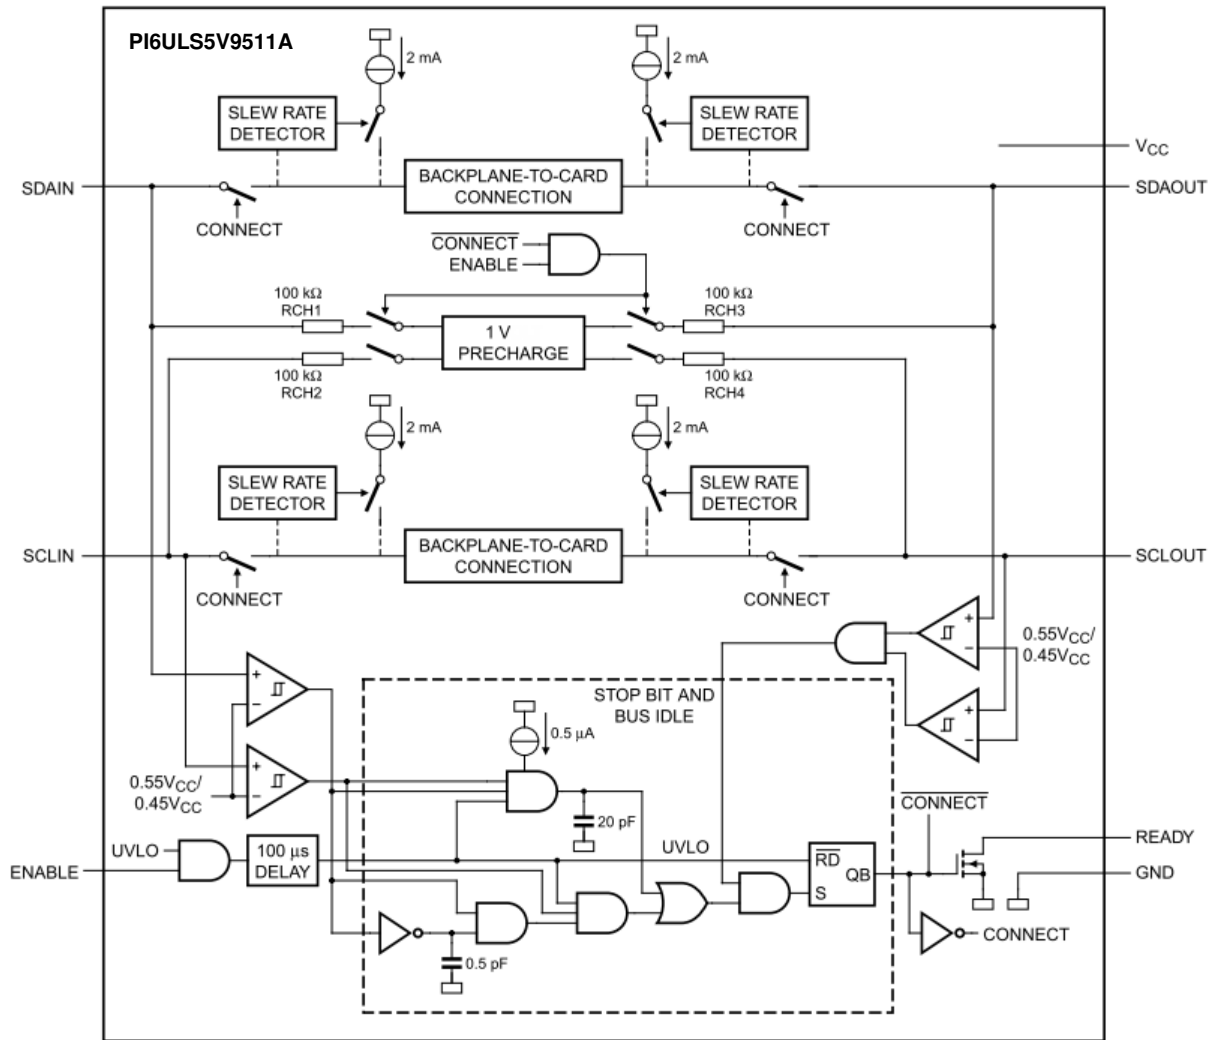 PI6ULS5V9511A
2 mA
2 mA
SLEW RATE
DETECTOR
SLEW RATE
DETECTOR
VCC
SDAIN
BACKPLANE-TO-CARD
CONNECTION
SDAOUT
CONNECT
CONNECT
CONNECT
ENABLE
100 kΩ
RCH1
100 kΩ
RCH3
1 V
PRECHARGE
100 kΩ
RCH2
100 kΩ
RCH4
2 mA
2 mA
SLEW RATE
DETECTOR
SLEW RATE
DETECTOR
SCLIN
BACKPLANE-TO-CARD
CONNECTION
SCLOUT
CONNECT
CONNECT
+
−
0.55VCC/
0.45VCC
+
−
+
−
STOP BIT AND
BUS IDLE
0.5 µA
+
−
0.55VCC/
0.45VCC
20 pF
CONNECT
UVLO
ENABLE
100 µs
DELAY
UVLO
RD
QB
S
READY
GND
CONNECT
0.5 pF